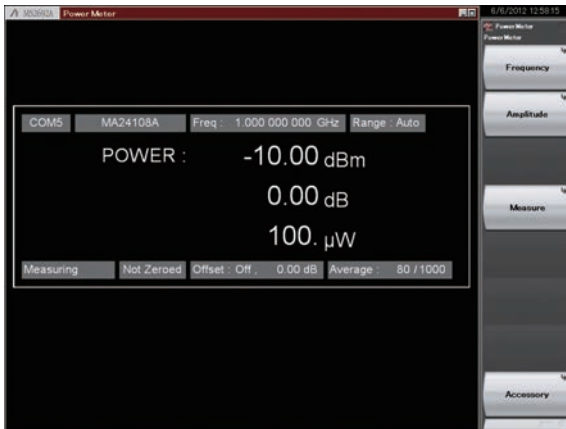 MS2692A Power Meter
6/6/2012 12:58:15
Power Meter
Power Meter
Frequency
Amplitude
COM5 MA24108A Freq : 1.000 000 000 GHz Range : Auto
POWER : -10.00 dBm
0.00 dB
100. µW
Measure
Measuring Not Zeroed Offset : Off , 0.00 dB Average : 80 / 1000
Accessory